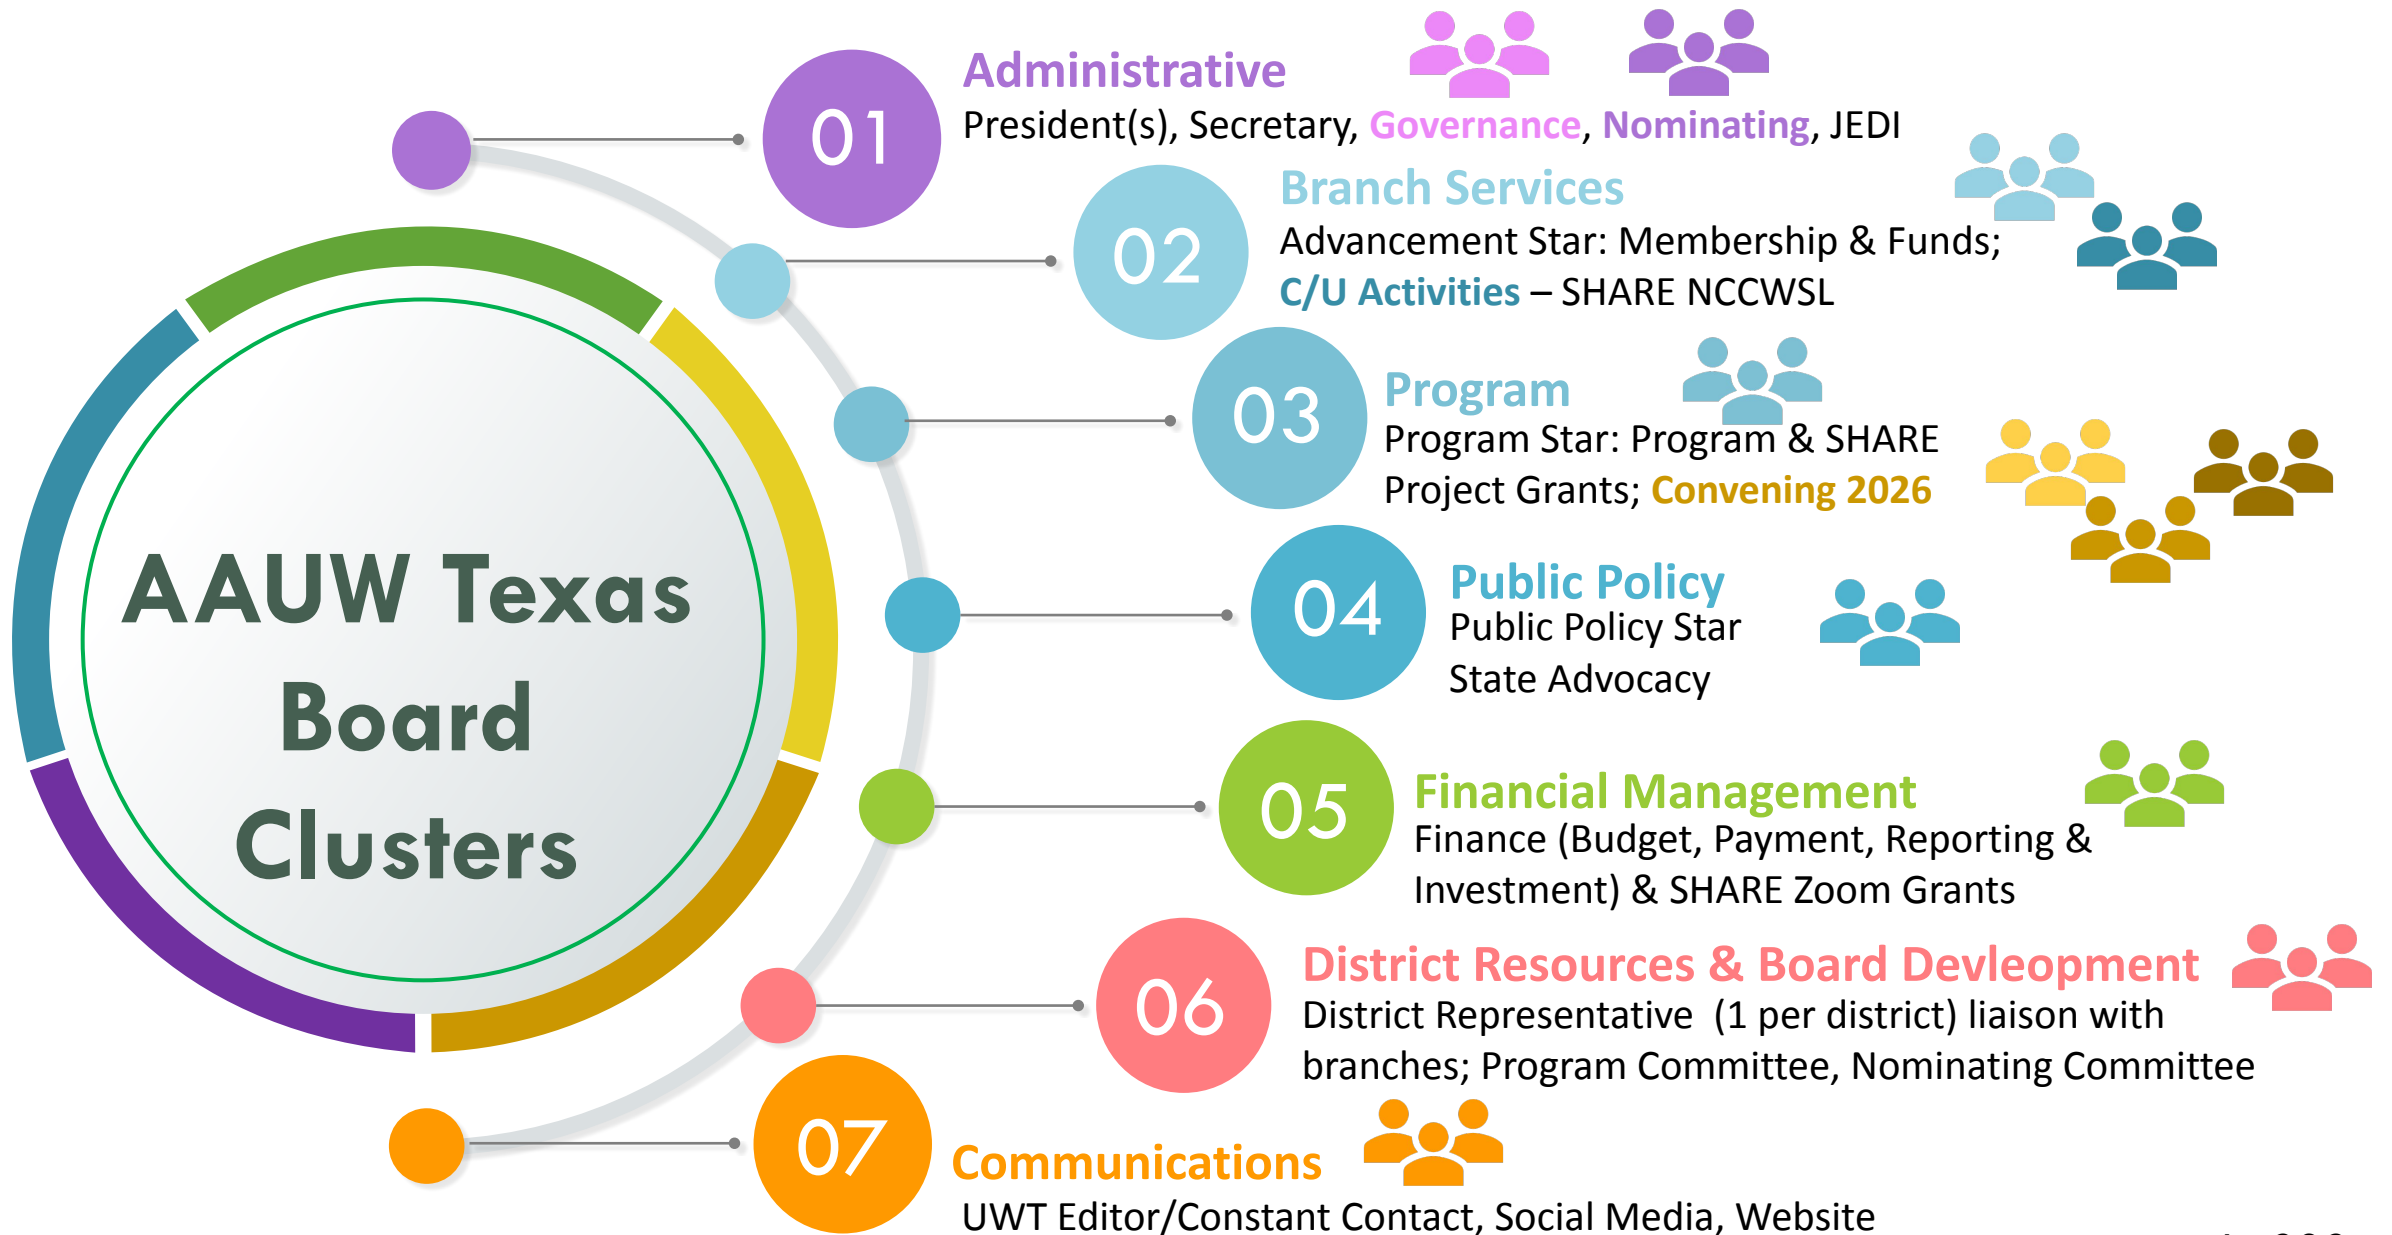 AAUW Texas
Board
Clusters
01
Administrative
President(s), Secretary, Governance, Nominating, JEDI
02
Branch Services
Advancement Star: Membership & Funds;
C/U Activities – SHARE NCCWSL
03
Program
Program Star: Program & SHARE
Project Grants; Convening 2026
04
Public Policy
Public Policy Star
State Advocacy
05
Financial Management
Finance (Budget, Payment, Reporting &
Investment) & SHARE Zoom Grants
06
District Resources & Board Devleopment
District Representative (1 per district) liaison with
branches; Program Committee, Nominating Committee
07
Communications
UWT Editor/Constant Contact, Social Media, Website